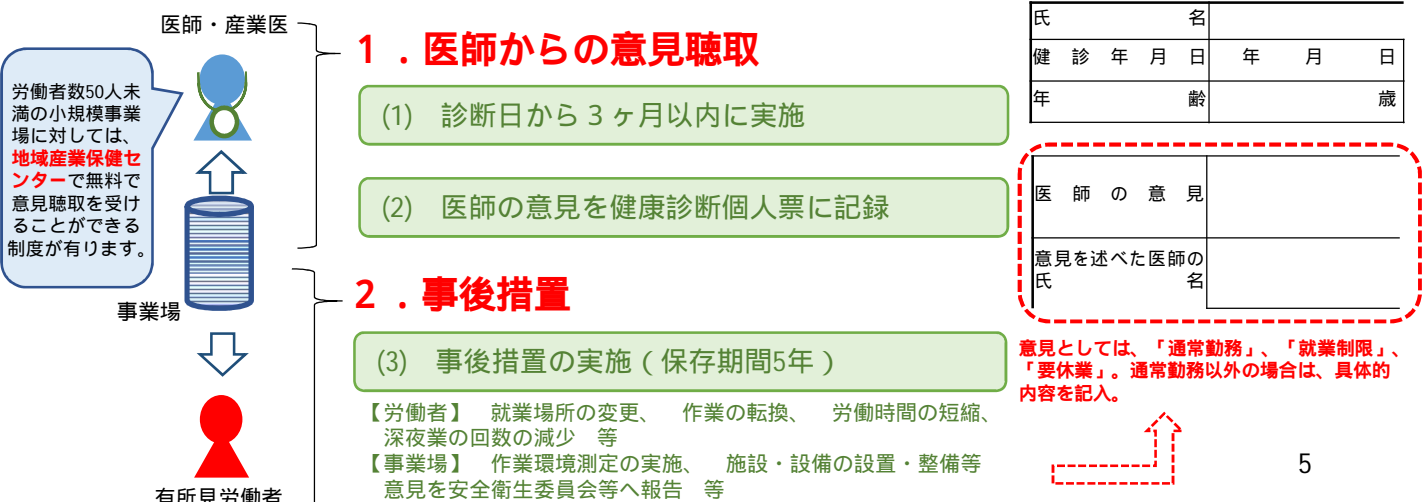 医師・産業医
労働者数50人未
満の小規模事業
場に対しては、
地域産業保健セ
ンターで無料で
意見聴取を受け
ることができる
制度が有ります。
事業場
有所見労働者
１．医師からの意見聴取
(1) 診断日から３ヶ月以内に実施
(2) 医師の意見を健康診断個人票に記録
２．事後措置
(3) 事後措置の実施（保存期間5年）
【労働者】 就業場所の変更、 作業の転換、 労働時間の短縮、
深夜業の回数の減少 等
【事業場】 作業環境測定の実施、 施設・設備の設置・整備等
意見を安全衛生委員会等へ報告 等
氏 名
健 診 年 月 日 年 月 日
年 齢 歳
医 師 の 意 見
意見を述べた医師の
氏 名
意見としては、「通常勤務」、「就業制限」、
「要休業」。通常勤務以外の場合は、具体的
内容を記入。
5